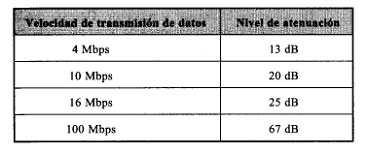 Velocidad de transmisión de datos Nivel de atenuación
4 Mbps 13 dB
10 Mbps 20 dB
16 Mbps 25 dB
100 Mbps 67 dB